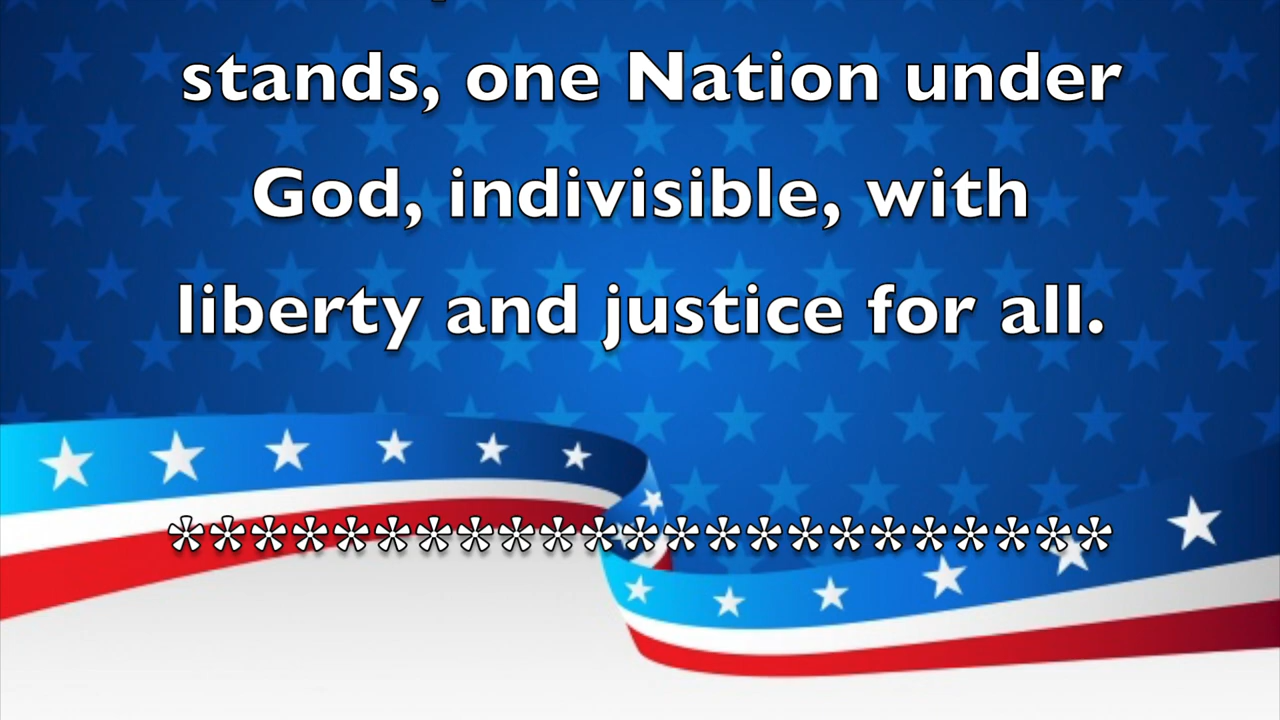 stands, one Nation under
God, indivisible, with
liberty and justice for all.
***********************